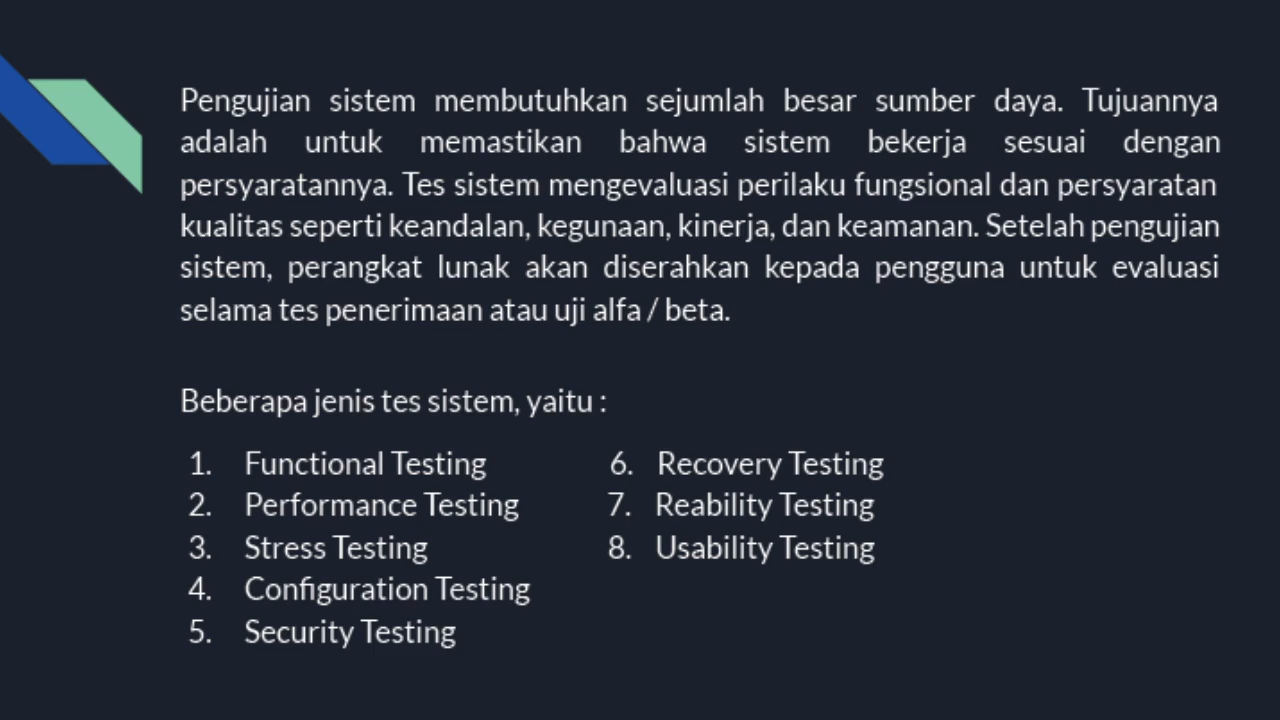 Pengujian sistem membutuhkan sejumlah besar sumber daya. Tujuannya
adalah untuk memastikan bahwa sistem bekerja sesuai dengan
persyaratannya. Tes sistem mengevaluasi perilaku fungsional dan persyaratan
kualitas seperti keandalan, kegunaan, kinerja, dan keamanan. Setelah pengujian
sistem, perangkat lunak akan diserahkan kepada pengguna untuk evaluasi
selama tes penerimaan atau uji alfa / beta.
Beberapa jenis tes sistem, yaitu :
1. Functional Testing
2. Performance Testing
3. Stress Testing
4. Configuration Testing
5. Security Testing
6. Recovery Testing
7. Reability Testing
8. Usability Testing